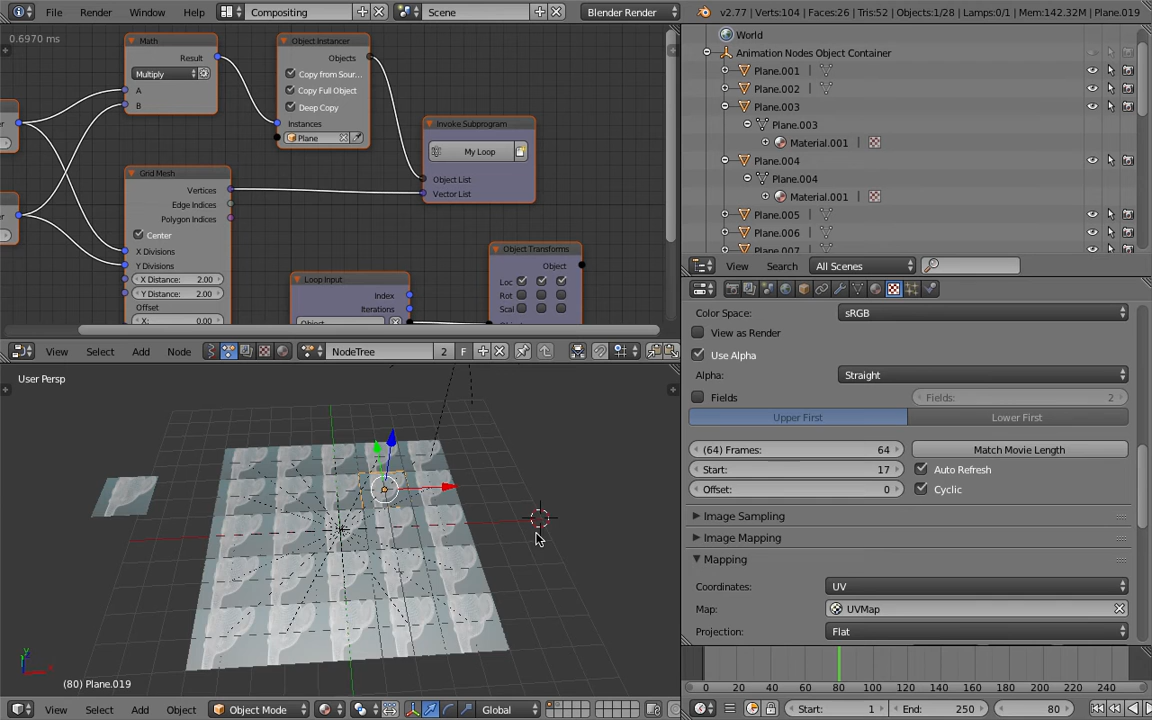 File Render Window Help Compositing Scene Blender Render v2.77 | Verts:104 | Faces:26 | Tris:52 | Objects:1/28 | Lamps:0/1 | Mem:142.32M | Plane.019
0.6970 ms
Math
Result
Multiply
A
B
Object Instancer
Objects
Copy from Sour...
Copy Full Object
Deep Copy
Instances
Plane
Invoke Subprogram
My Loop
Object List
Vector List
Grid Mesh
Vertices
Edge Indices
Polygon Indices
Center
X Divisions
Y Divisions
X Distance: 2.00
Y Distance: 2.00
Offset
X: 0.00
Loop Input
Index
Iterations
Object
Object Transforms
Object
Loc
Rot
Scal
View Select Add Node NodeTree 2 F
User Persp
(80) Plane.019
View Select Add Object Object Mode Global
World
Animation Nodes Object Container
Plane.001
Plane.002
Plane.003
Plane.003
Material.001
Plane.004
Plane.004
Material.001
Plane.005
Plane.006
Plane.007
View Search All Scenes
Color Space: sRGB
View as Render
Use Alpha
Alpha: Straight
Fields Fields: 2
Upper First Lower First
(64) Frames: 64 Match Movie Length
Start: 17 Auto Refresh
Offset: 0 Cyclic
Image Sampling
Image Mapping
Mapping
Coordinates: UV
Map: UVMap
Projection: Flat
0 20 40 60 80 100 120 140 160 180 200 220 240
Start: 1 End: 250 80